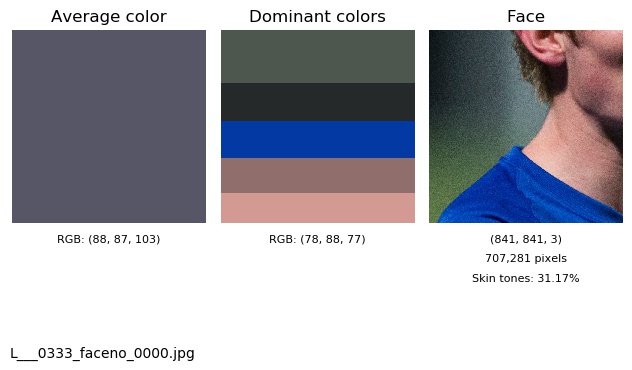 Average color
Dominant colors
Face
RGB: (88, 87, 103)
RGB: (78, 88, 77)
(841, 841, 3)
707,281 pixels
Skin tones: 31.17%
L___0333_faceno_0000.jpg